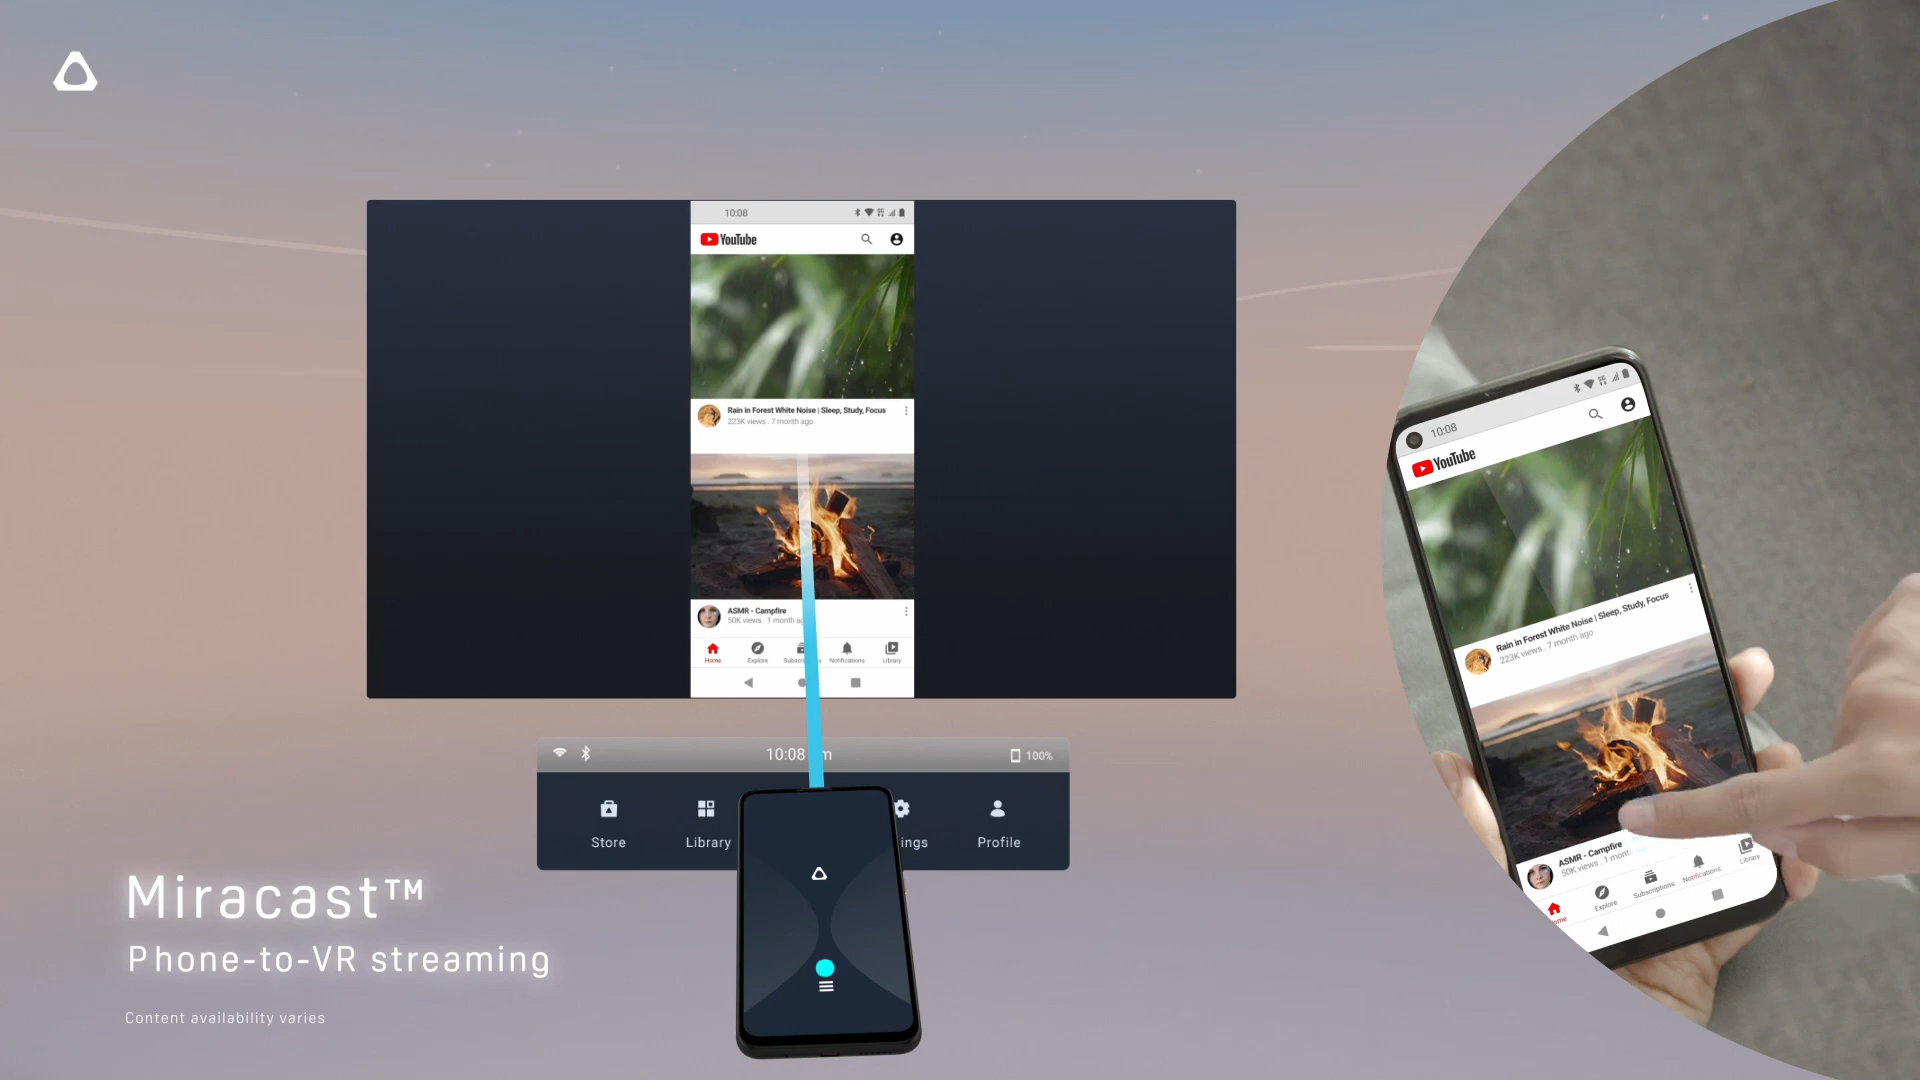 10:08
YouTube
Rain in Forest White Noise | Sleep, Study, Focus
223K views . 7 month ago
ASMR - Campfire
50K views . 1 month
Home
Explore
Notifications
Library
10:08
100%
Store
Library
Profile
Miracast™
Phone-to-VR streaming
Content availability varies
10:08
YouTube
Rain in Forest White Noise | Sleep, Study, Focus
223K views . 7 month ago
ASMR - Campfire
50K views . 1
Explore
Subscriptions
Notifications
Library